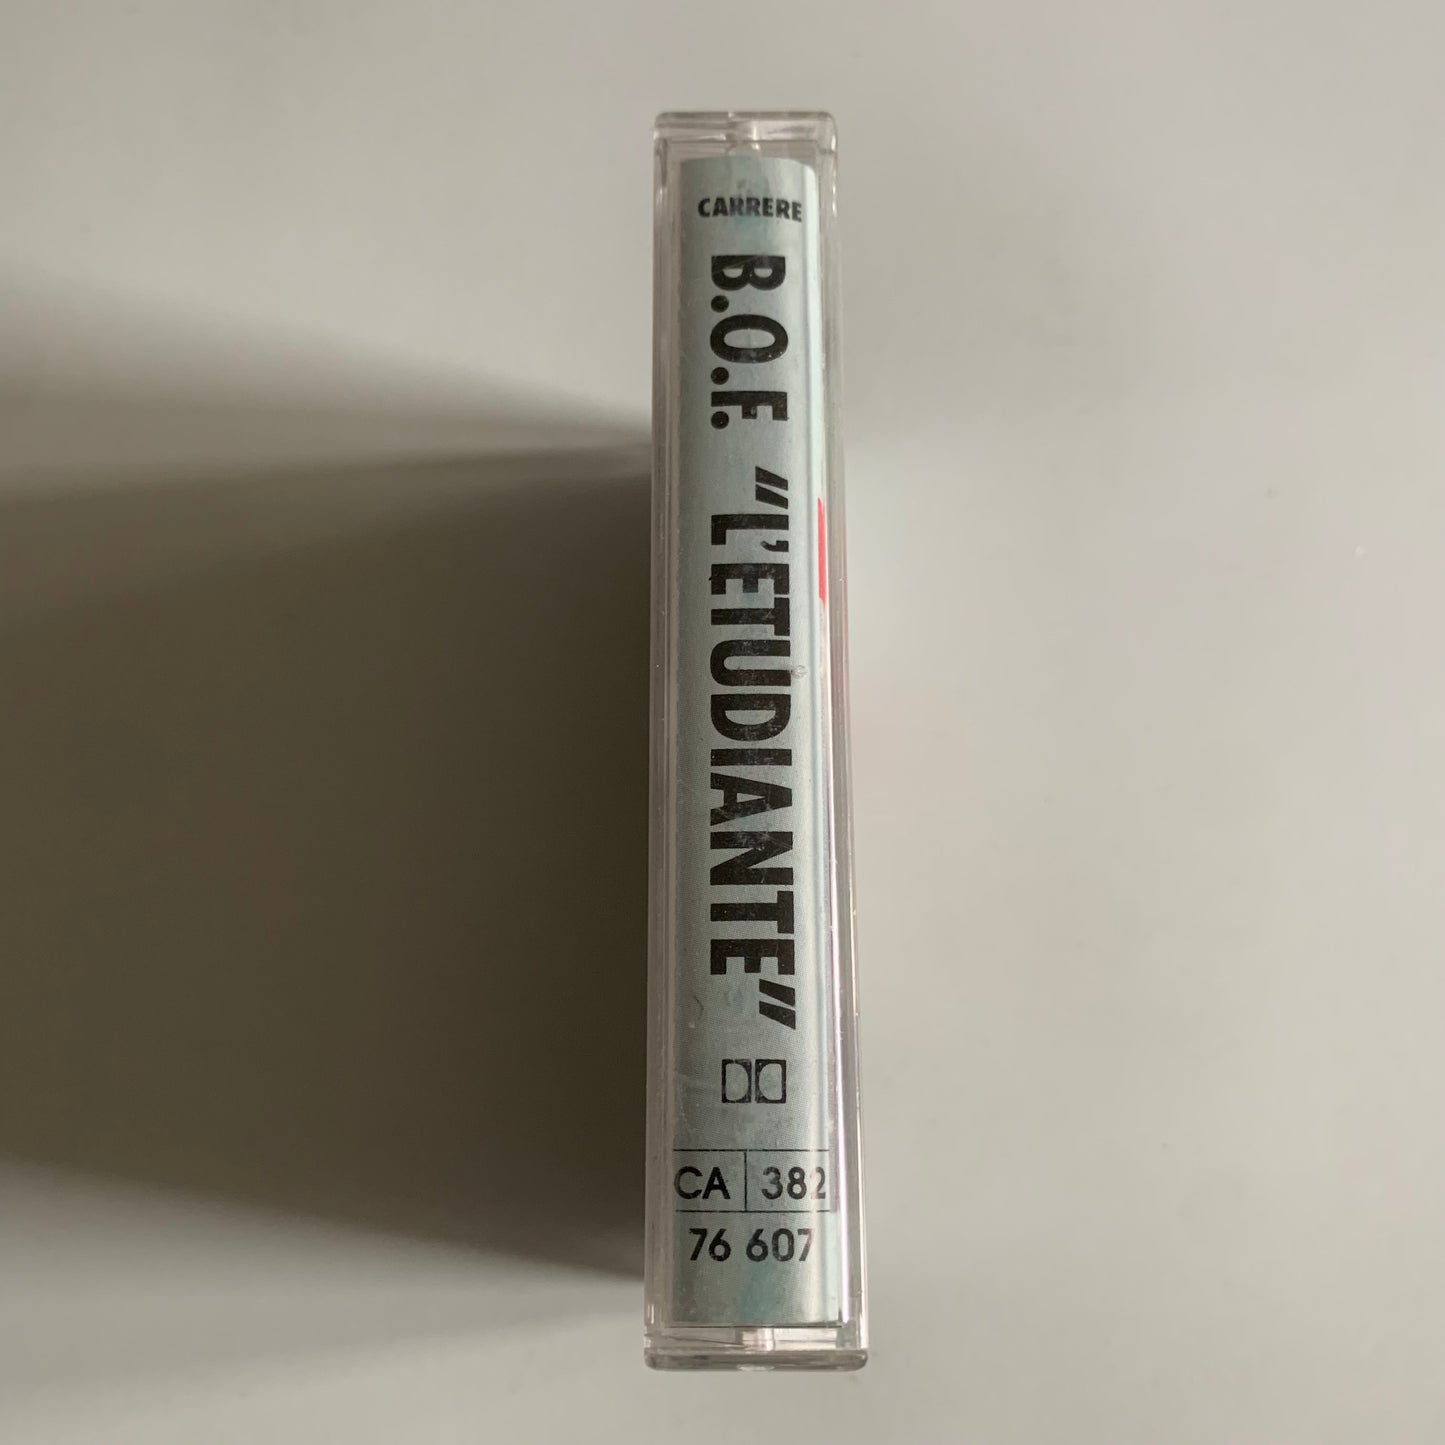 CARRERE
B.O.F. "L'ETUDIANTE"
CA 382
76 607